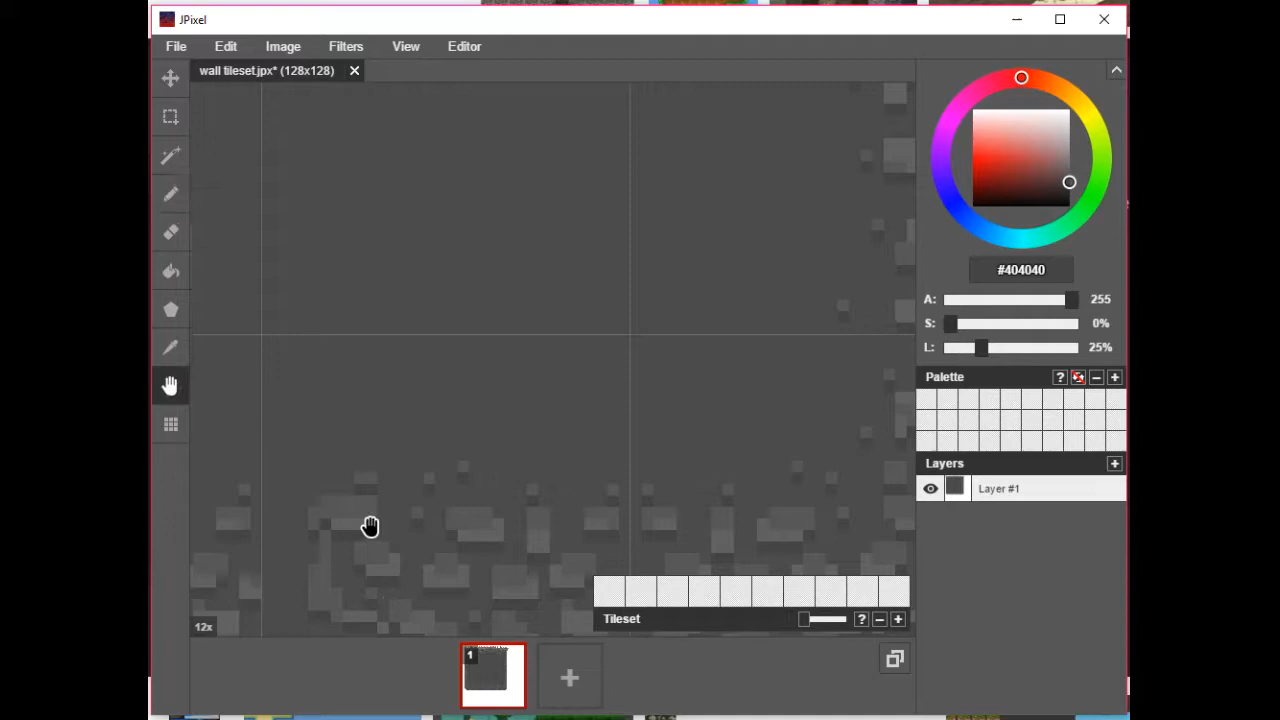 JPixel
File Edit Image Filters View Editor
wall tileset.jpx* (128x128)
#404040
A: 255
S: 0%
L: 25%
Palette ? − +
Layers +
Layer #1
Tileset ? − +
12x
1